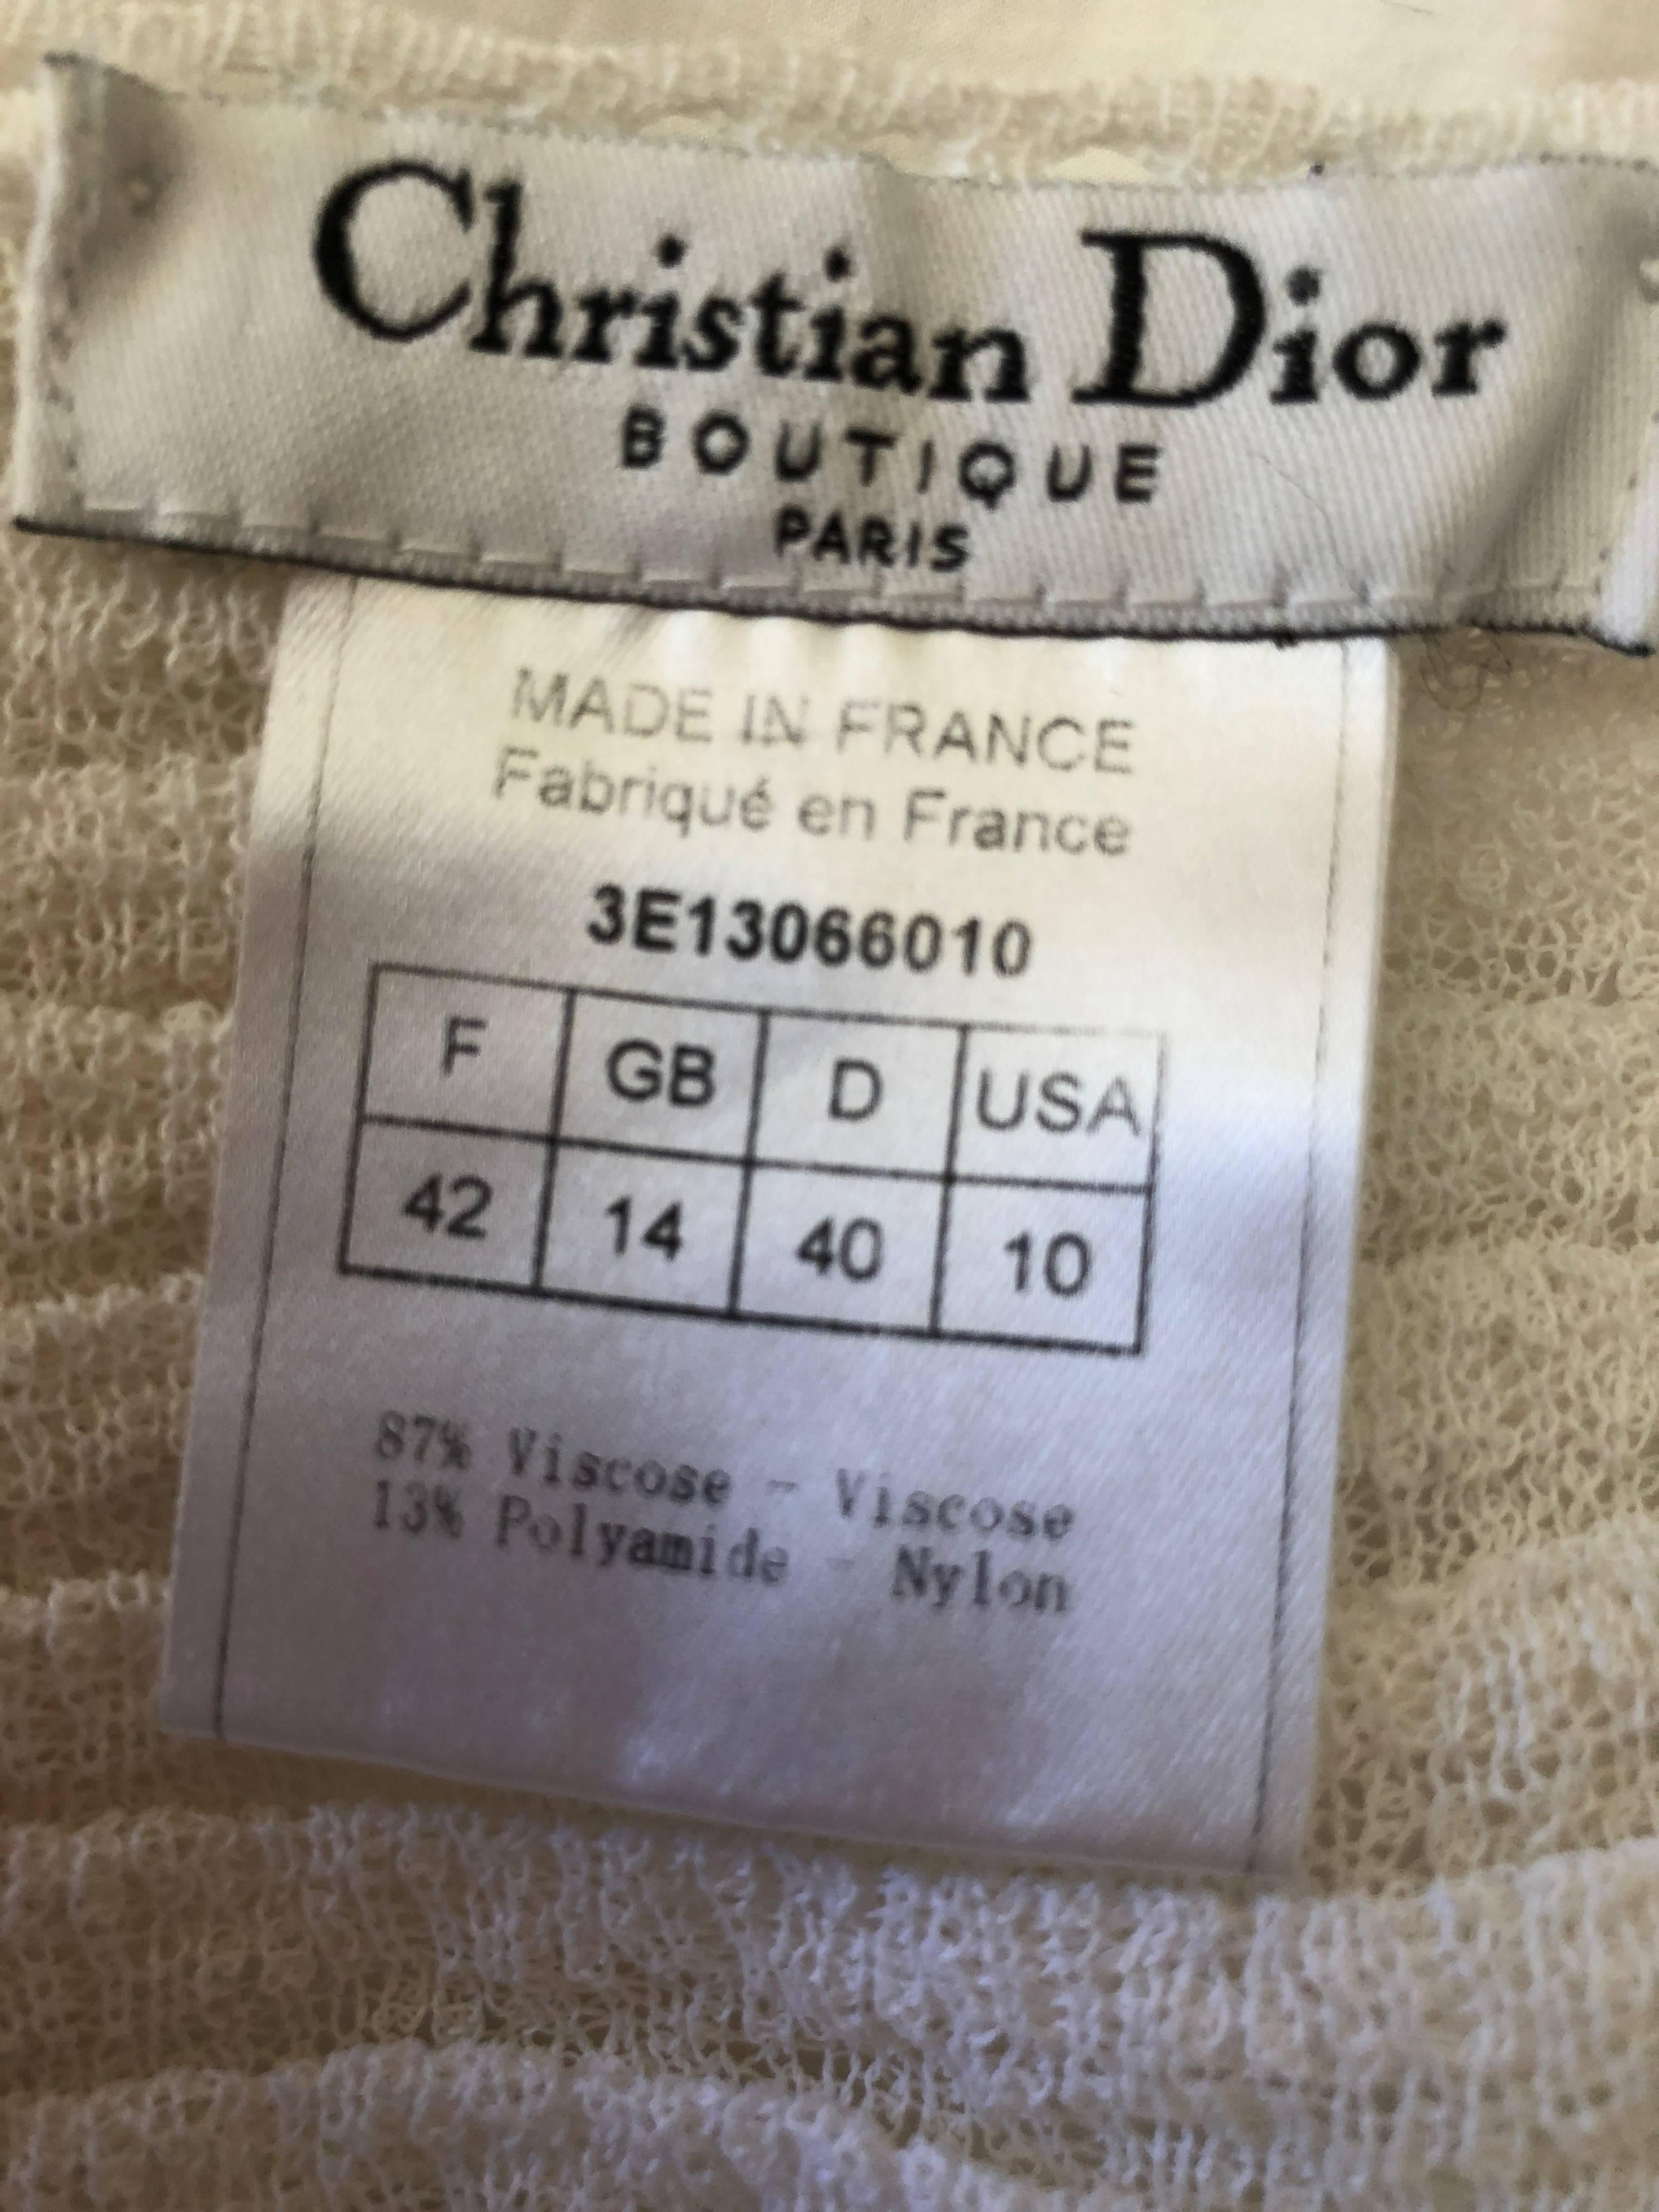 Christian Dior
BOUTIQUE
PARIS
MADE IN FRANCE
Fabriqué en France
3E13066010
F GB D USA
42 14 40 10
87% Viscose - Viscose
13% Polyamide - Nylon